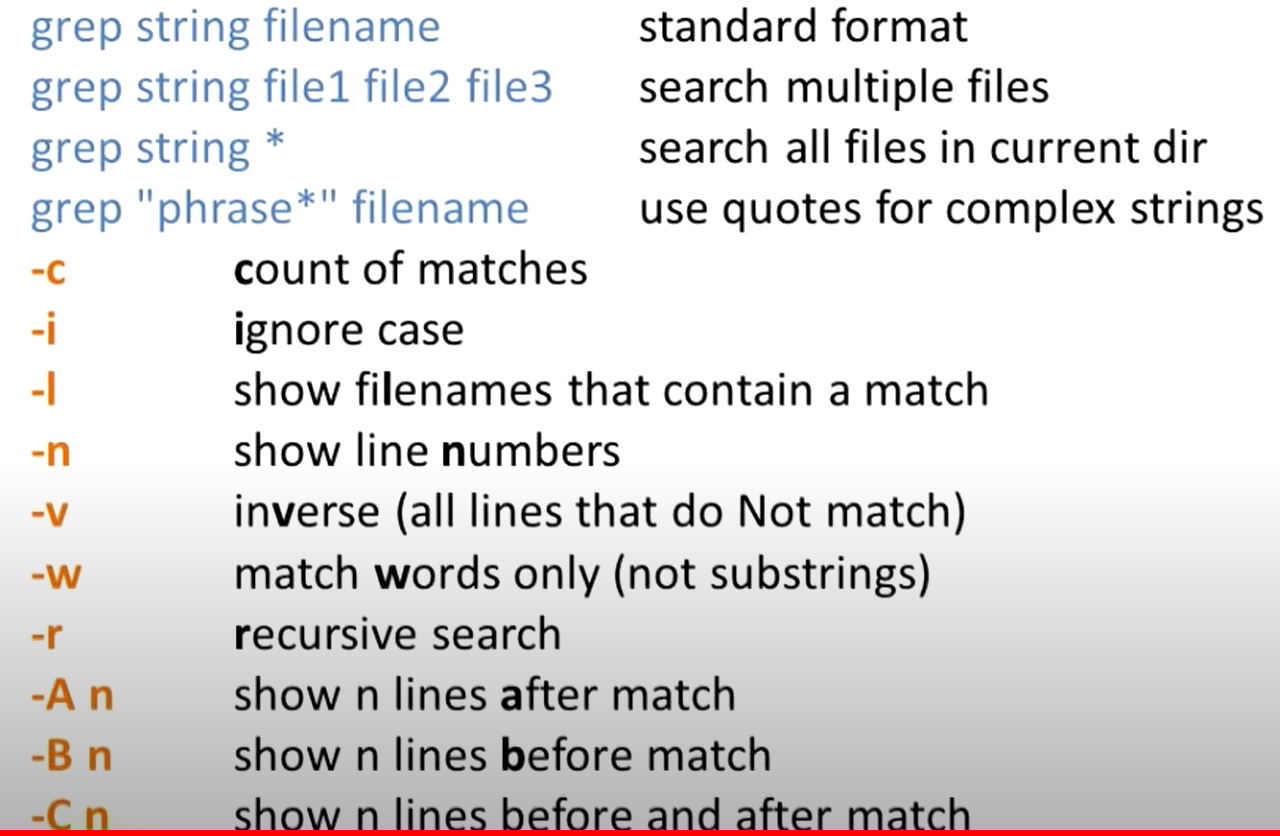 grep string filename standard format
grep string file1 file2 file3 search multiple files
grep string * search all files in current dir
grep "phrase*" filename use quotes for complex strings
-c count of matches
-i ignore case
-l show filenames that contain a match
-n show line numbers
-v inverse (all lines that do Not match)
-w match words only (not substrings)
-r recursive search
-A n show n lines after match
-B n show n lines before match
-C n show n lines before and after match